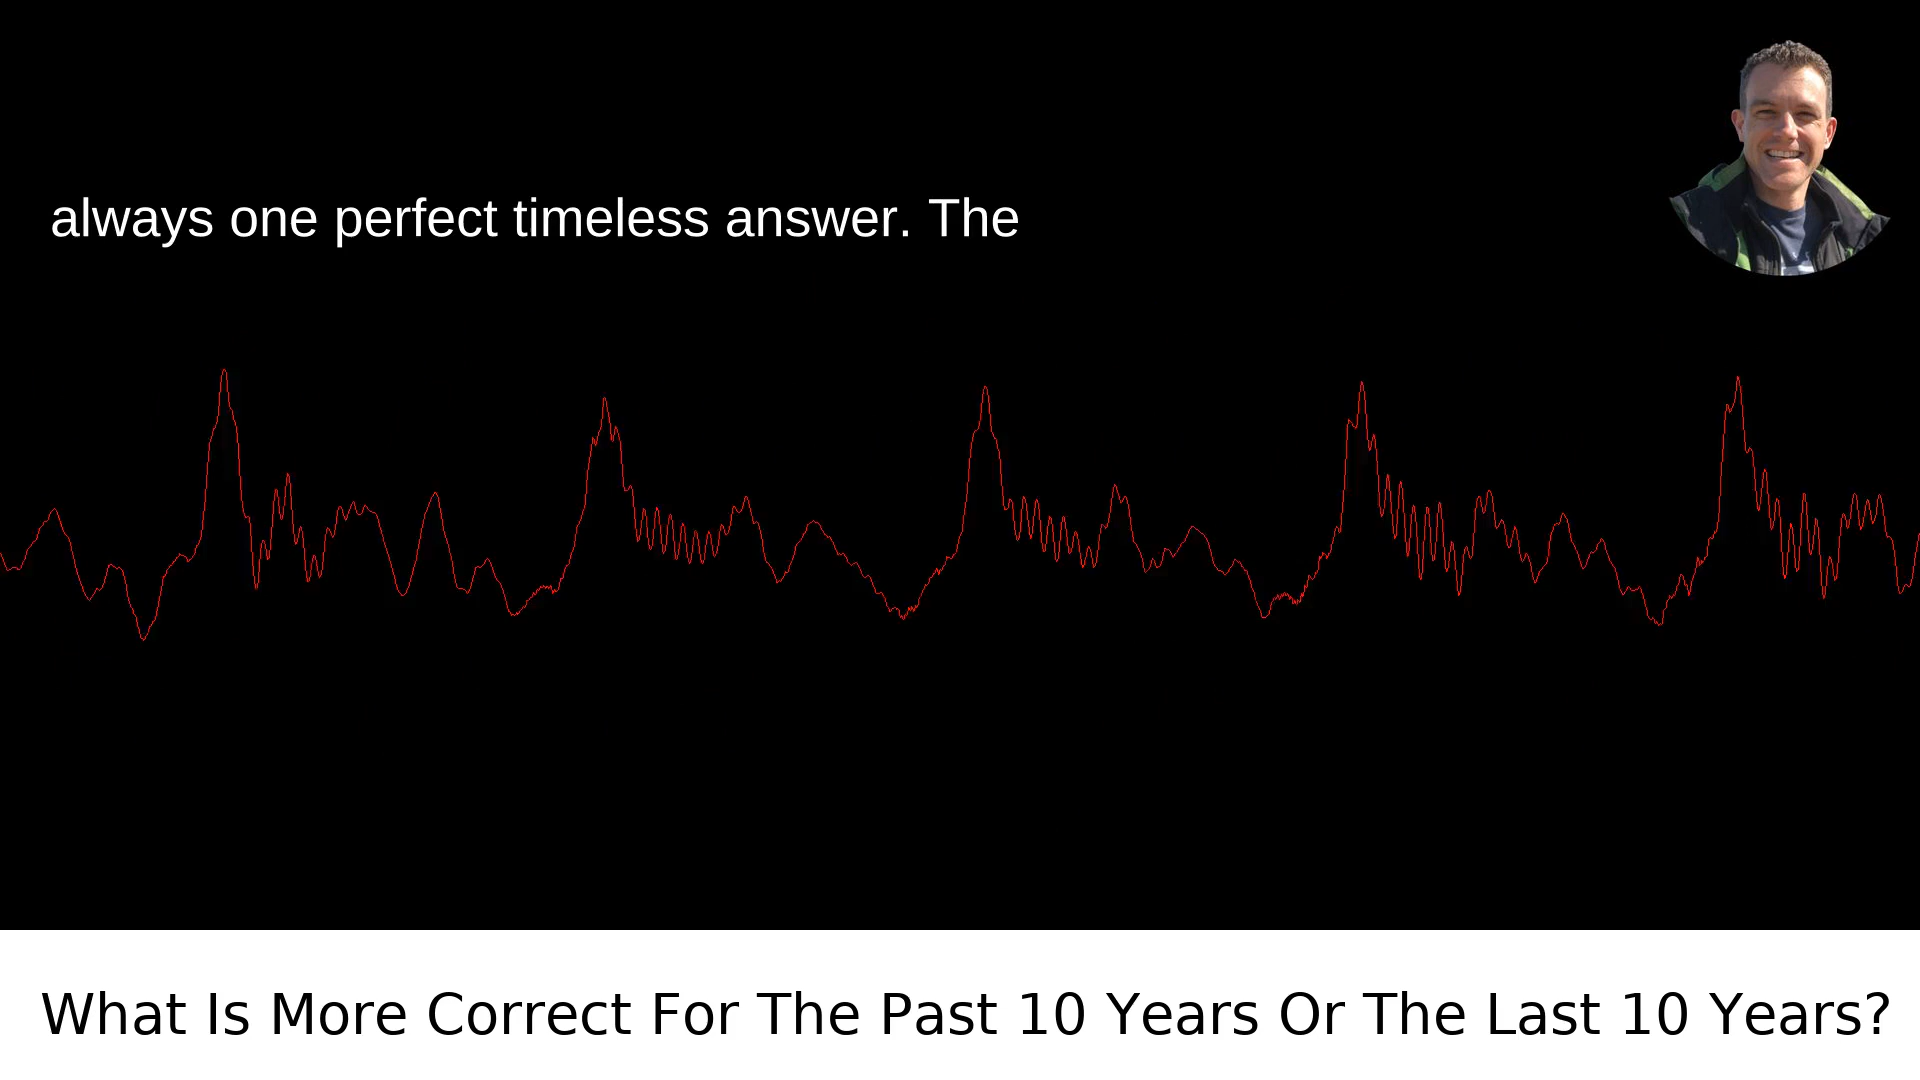 always one perfect timeless answer. The
What Is More Correct For The Past 10 Years Or The Last 10 Years?